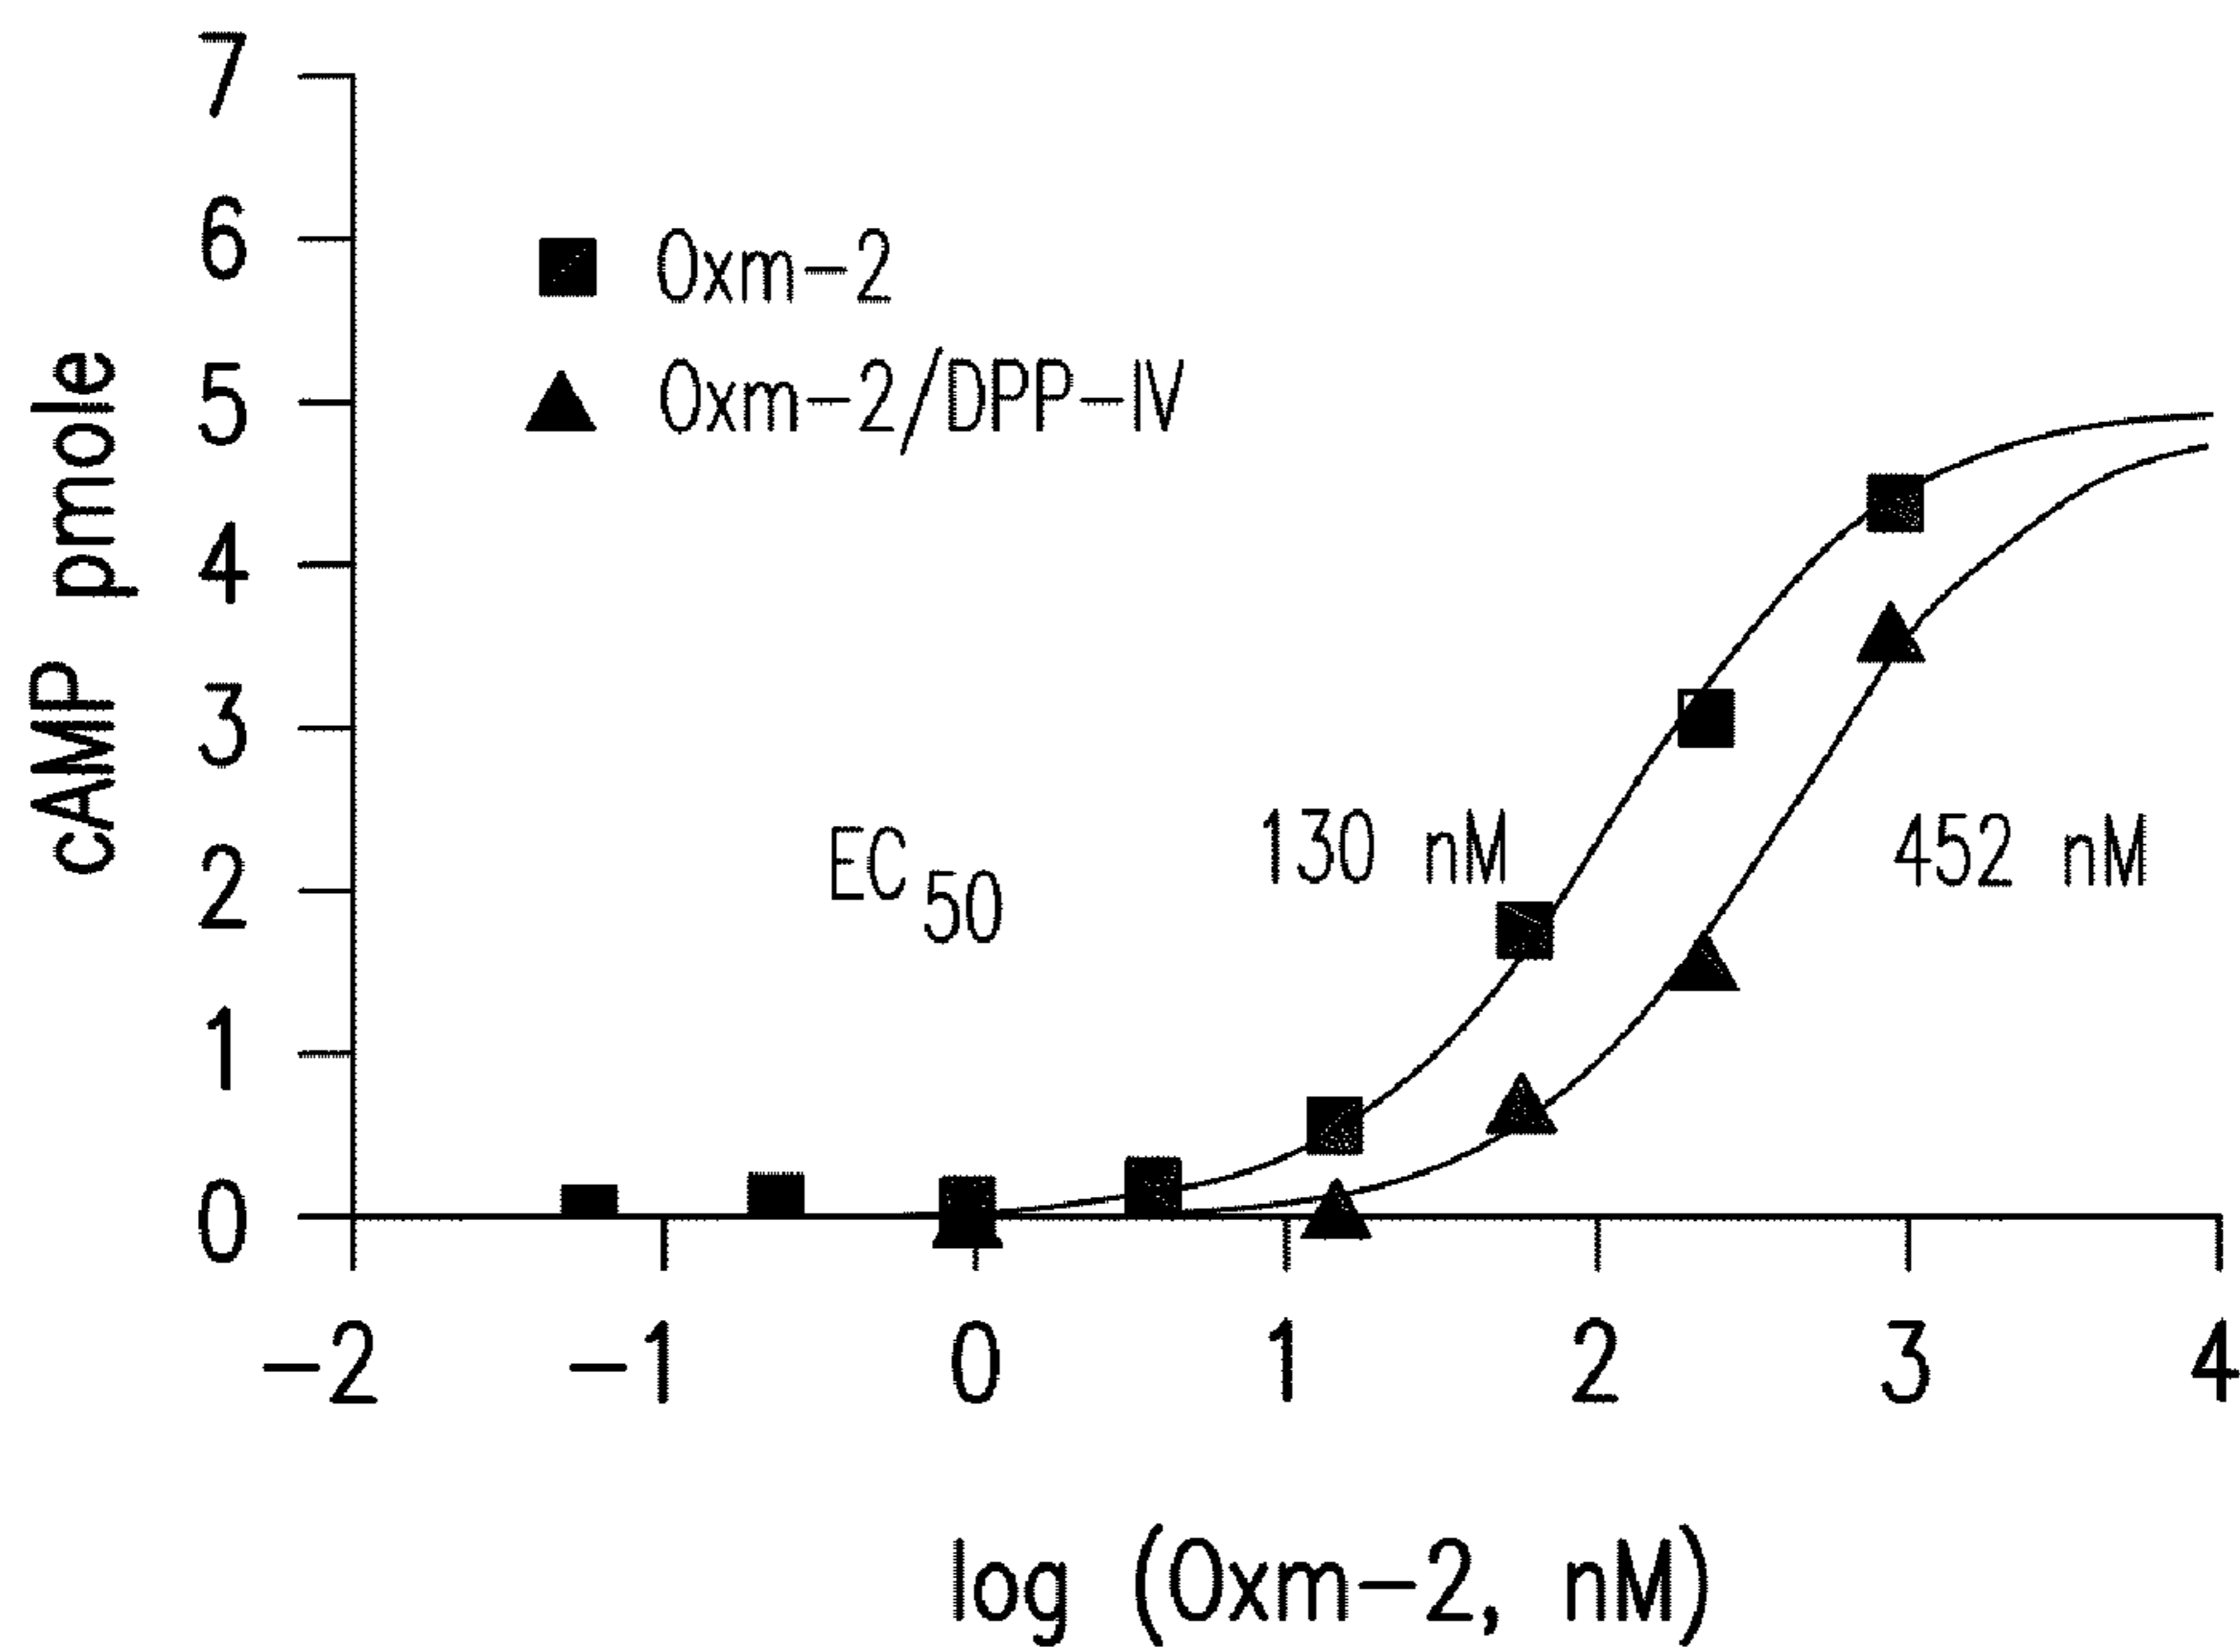 cAMP pmole
7
6
5
4
3
2
1
0
Oxm-2
Oxm-2/DPP-IV
EC50
130 nM
452 nM
-2 -1 0 1 2 3 4
log (Oxm-2, nM)